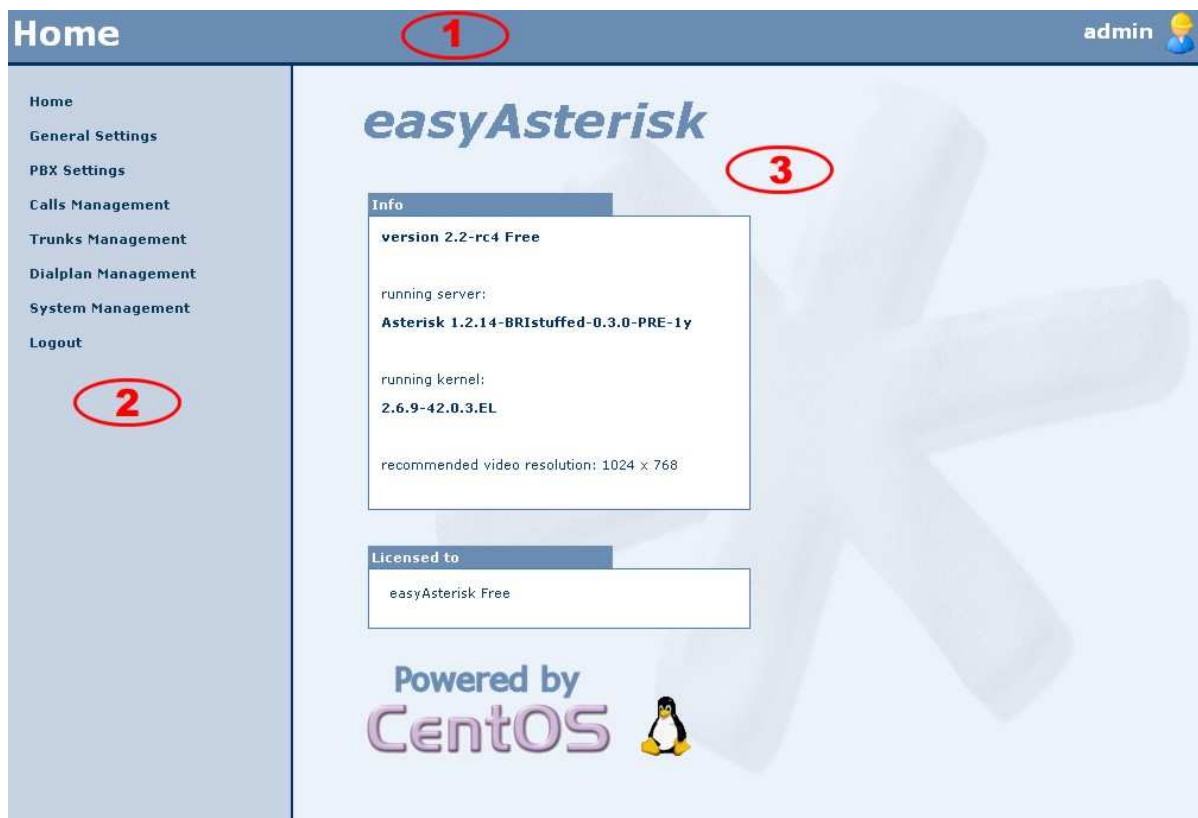 Home
1
admin
Home
General Settings
PBX Settings
Calls Management
Trunks Management
Dialplan Management
System Management
Logout
2
easyAsterisk
3
Info
version 2.2-rc4 Free
running server:
Asterisk 1.2.14-BRIstuffed-0.3.0-PRE-1y
running kernel:
2.6.9-42.0.3.EL
recommended video resolution: 1024 x 768
Licensed to
easyAsterisk Free
Powered by
CentOS